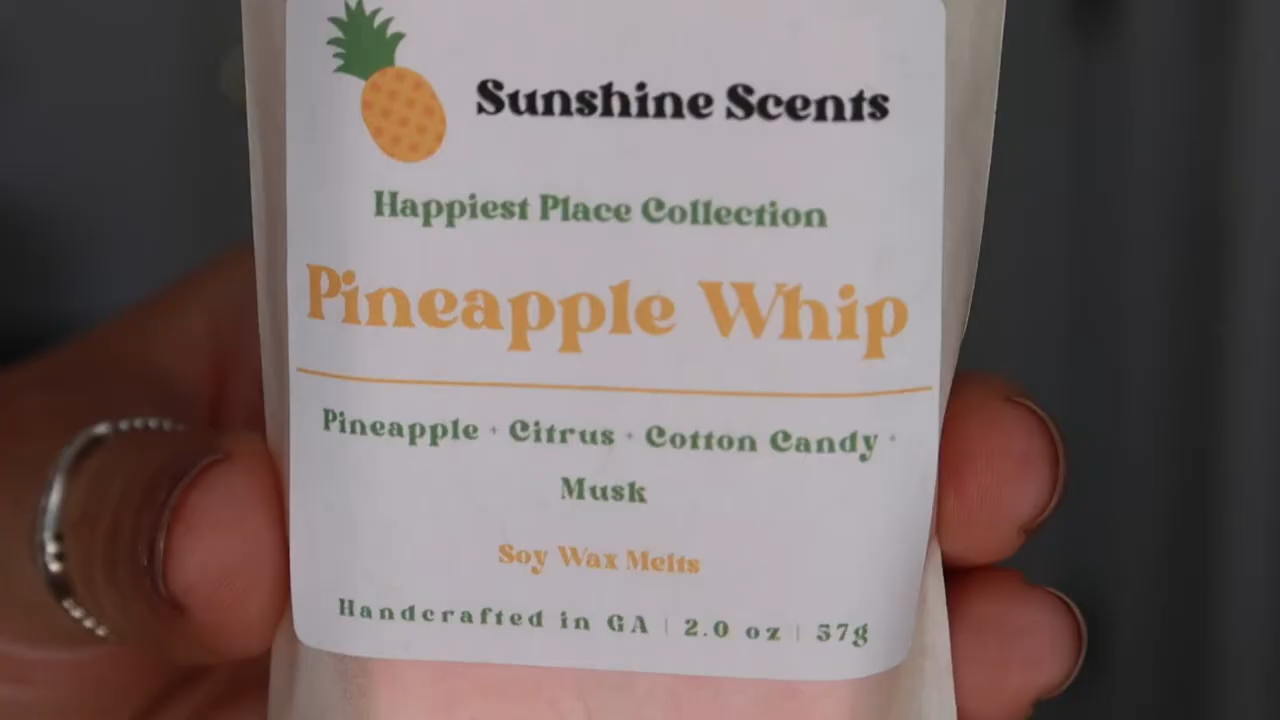 Sunshine Scents
Happiest Place Collection
Pineapple Whip
Pineapple · Citrus · Cotton Candy ·
Musk
Soy Wax Melts
Handcrafted in GA | 2.0 oz | 57g